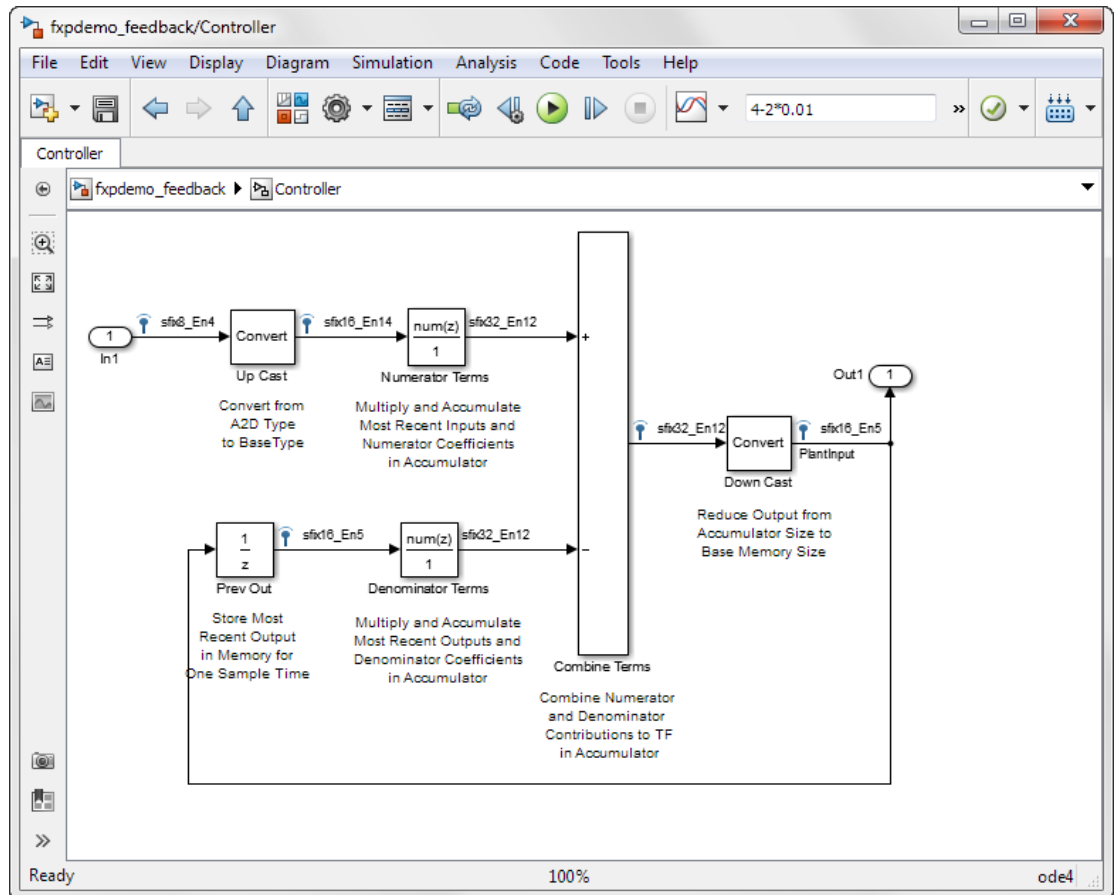 fxpdemo_feedback/Controller
File Edit View Display Diagram Simulation Analysis Code Tools Help
4-2*0.01 »
Controller
fxpdemo_feedback Controller
1
In1
sfix8_En4
Convert
Up Cast
Convert from
A2D Type
to BaseType
sfix16_En14
num(z)
1
Numerator Terms
Multiply and Accumulate
Most Recent Inputs and
Numerator Coefficients
in Accumulator
sfix32_En12
+
1
z
Prev Out
Store Most
Recent Output
in Memory for
One Sample Time
sfix16_En5
num(z)
1
Denominator Terms
Multiply and Accumulate
Most Recent Outputs and
Denominator Coefficients
in Accumulator
sfix32_En12
−
Combine Terms
Combine Numerator
and Denominator
Contributions to TF
in Accumulator
sfix32_En12
Convert
Down Cast
Reduce Output from
Accumulator Size to
Base Memory Size
sfix16_En5
PlantInput
Out1 1
»
Ready 100% ode4